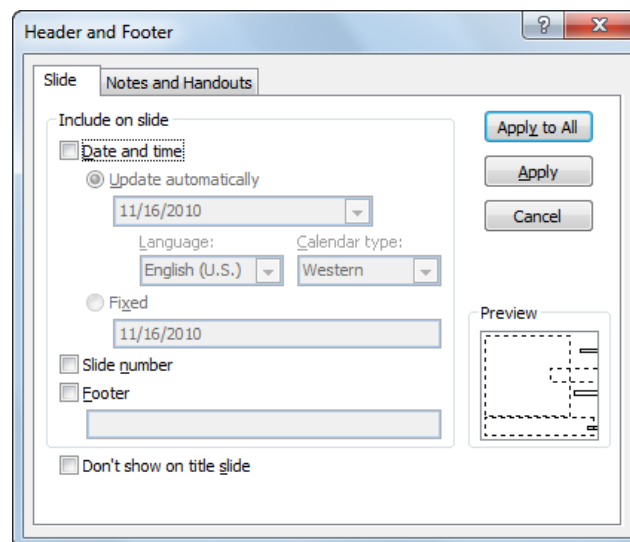 Header and Footer
Slide
Notes and Handouts
Include on slide
Date and time
Update automatically
11/16/2010
Language:
Calendar type:
English (U.S.)
Western
Fixed
11/16/2010
Slide number
Footer
Don't show on title slide
Apply to All
Apply
Cancel
Preview